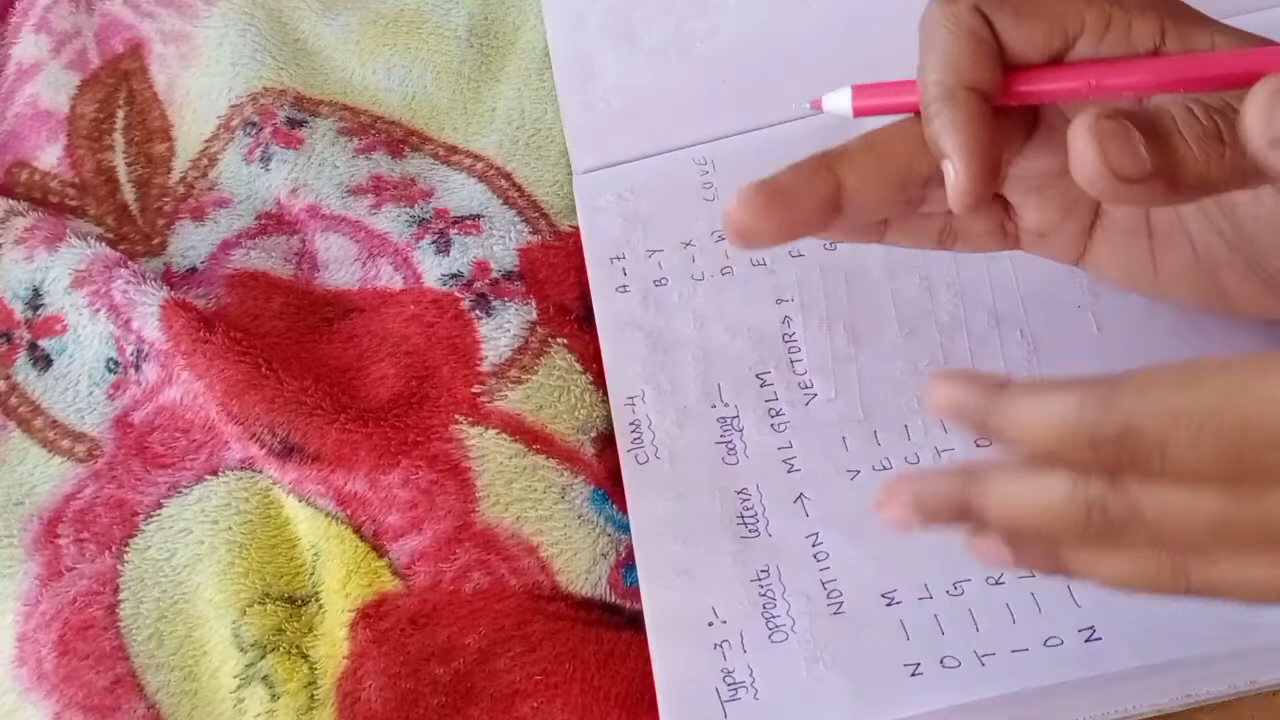 Class-4
Type-3 :-
Opposite letters Coding:-
NOTION → MLGRLM
VECTOR→ ?
N — M
O — L
T — G
I — R
O — L
N —
V —
E —
C —
T —
A - Z
B - Y
C - X
D - W LOVE
E
F
G